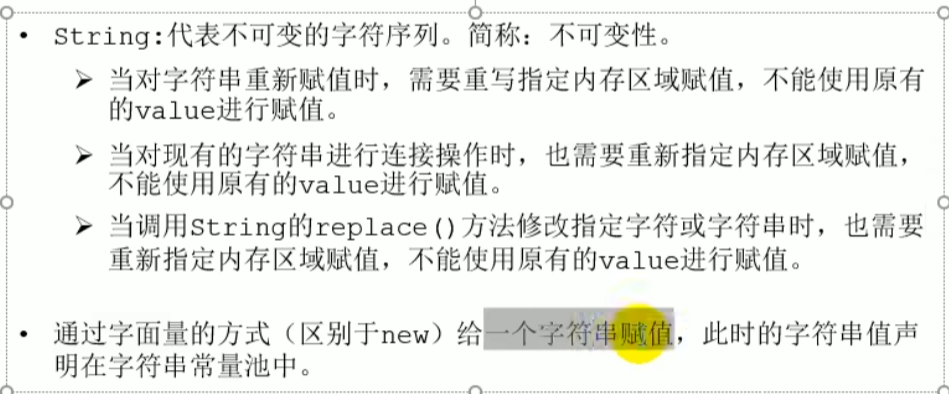 • String:代表不可变的字符序列。简称：不可变性。
➢ 当对字符串重新赋值时，需要重写指定内存区域赋值，不能使用原有
的value进行赋值。
➢ 当对现有的字符串进行连接操作时，也需要重新指定内存区域赋值，
不能使用原有的value进行赋值。
➢ 当调用String的replace()方法修改指定字符或字符串时，也需要
重新指定内存区域赋值，不能使用原有的value进行赋值。
• 通过字面量的方式（区别于new）给一个字符串赋值，此时的字符串值声
明在字符串常量池中。